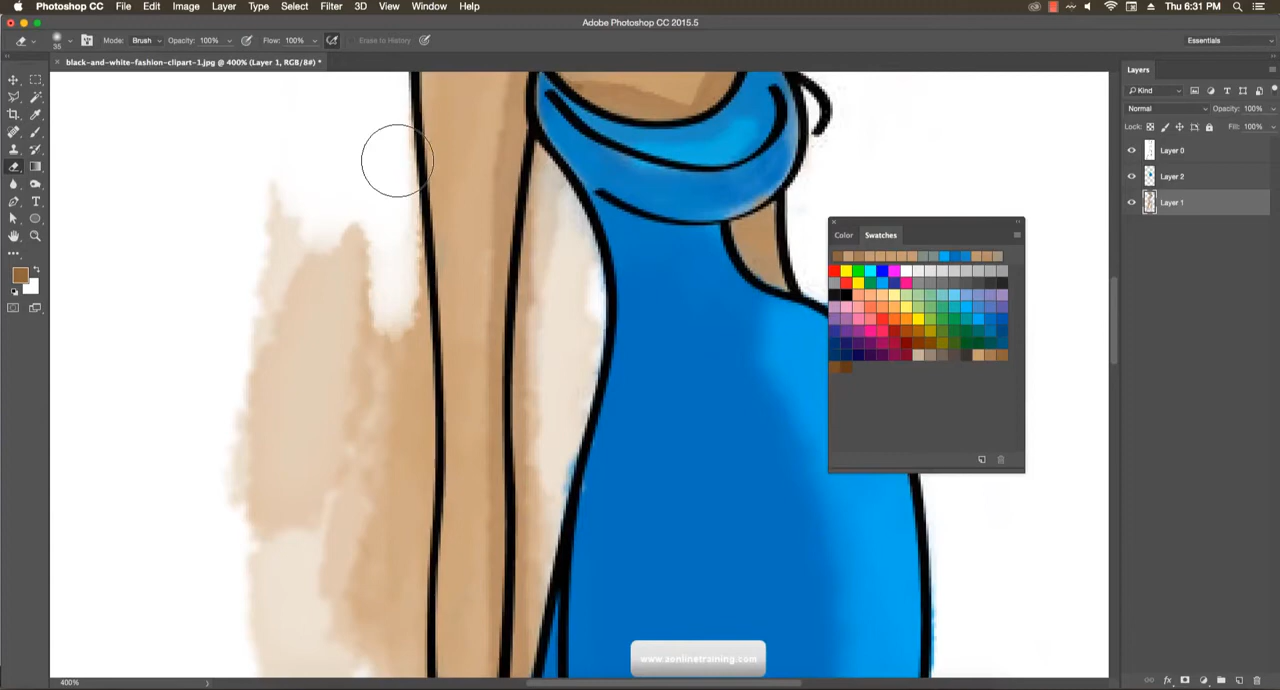 Photoshop CC File Edit Image Layer Type Select Filter 3D View Window Help Thu 6:31 PM
Adobe Photoshop CC 2015.5
35 Mode: Brush Opacity: 100% Flow: 100% Erase to History Essentials
black-and-white-fashion-clipart-1.jpg @ 400% (Layer 1, RGB/8#) *
Layers
Kind
Normal Opacity: 100%
Lock: Fill: 100%
Layer 0
Layer 2
Layer 1
Color Swatches
www.zonlinetraining.com
400%